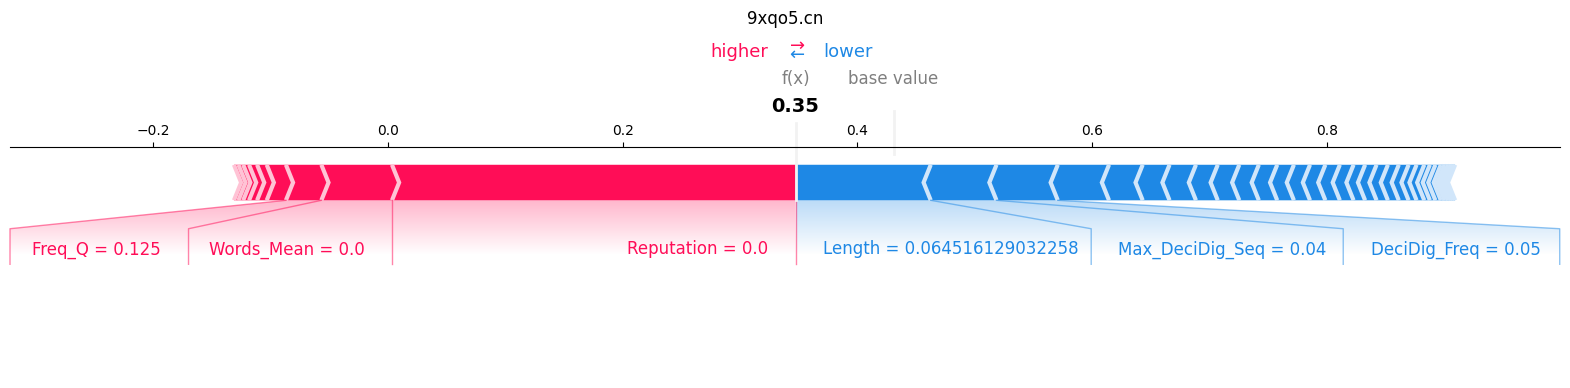 9xqo5.cn
higher ⇄ lower
f(x) base value
0.35
−0.2 0.0 0.2 0.4 0.6 0.8
Freq_Q = 0.125 Words_Mean = 0.0 Reputation = 0.0 Length = 0.064516129032258 Max_DeciDig_Seq = 0.04 DeciDig_Freq = 0.05